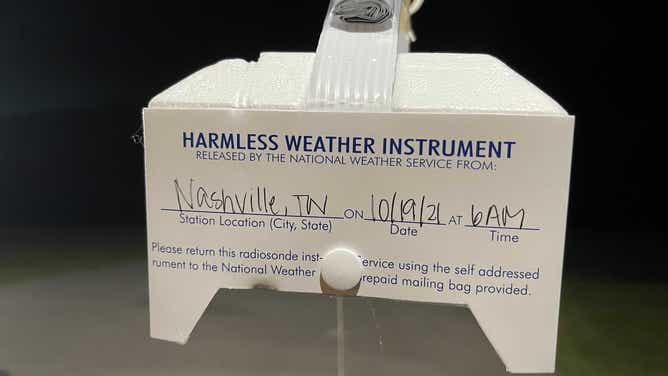 HARMLESS WEATHER INSTRUMENT
RELEASED BY THE NATIONAL WEATHER SERVICE FROM:
Nashville, TN ON 10/19/21 AT 6AM
Station Location (City, State) Date Time
Please return this radiosonde inst- Service using the self addressed
rument to the National Weather prepaid mailing bag provided.